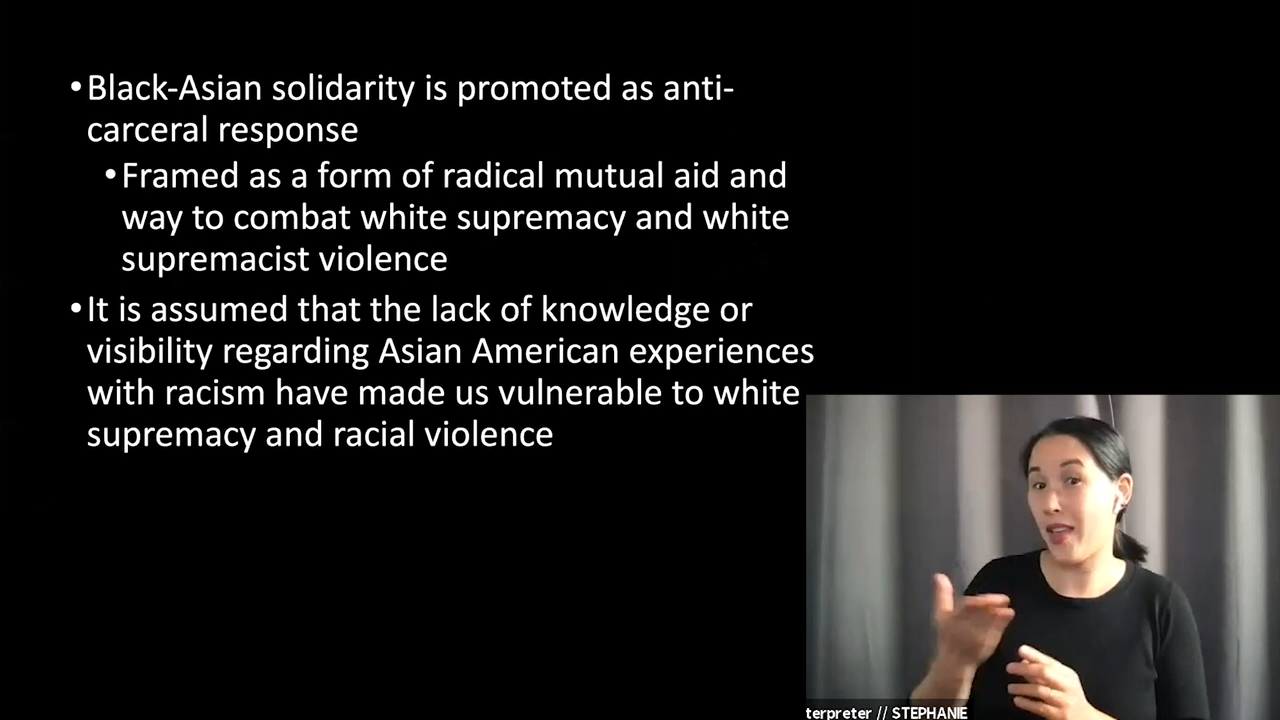 •Black-Asian solidarity is promoted as anti-
carceral response
•Framed as a form of radical mutual aid and
way to combat white supremacy and white
supremacist violence
•It is assumed that the lack of knowledge or
visibility regarding Asian American experiences
with racism have made us vulnerable to white
supremacy and racial violence
terpreter // STEPHANIE